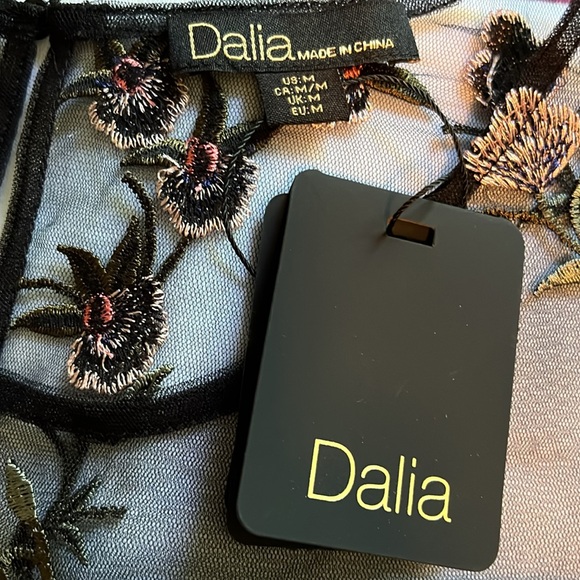 Dalia MADE IN CHINA
US:M
CA:M/M
UK:M
EU:M
Dalia